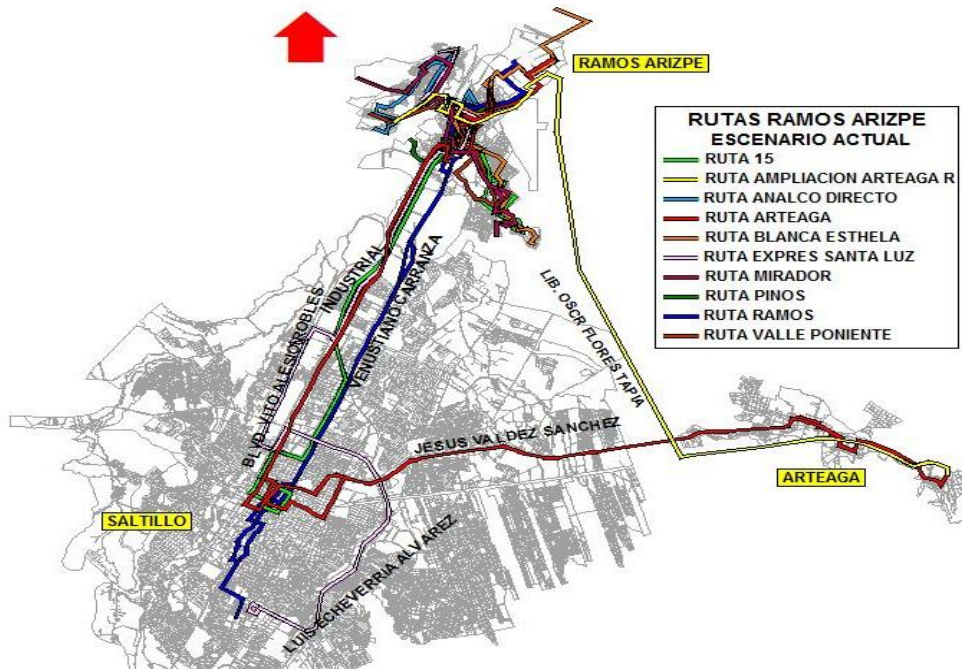 RAMOS ARIZPE
RUTAS RAMOS ARIZPE
ESCENARIO ACTUAL
RUTA 15
RUTA AMPLIACION ARTEAGA R
RUTA ANALCO DIRECTO
RUTA ARTEAGA
RUTA BLANCA ESTHELA
RUTA EXPRES SANTA LUZ
RUTA MIRADOR
RUTA PINOS
RUTA RAMOS
RUTA VALLE PONIENTE
BLVD. VITO ALESIO ROBLES
INDUSTRIAL
VENUSTIANO CARRANZA
LIB. OSCR FLORES TAPIA
JESUS VALDEZ SANCHEZ
ARTEAGA
SALTILLO
LUIS ECHEVERRIA ALVAREZ